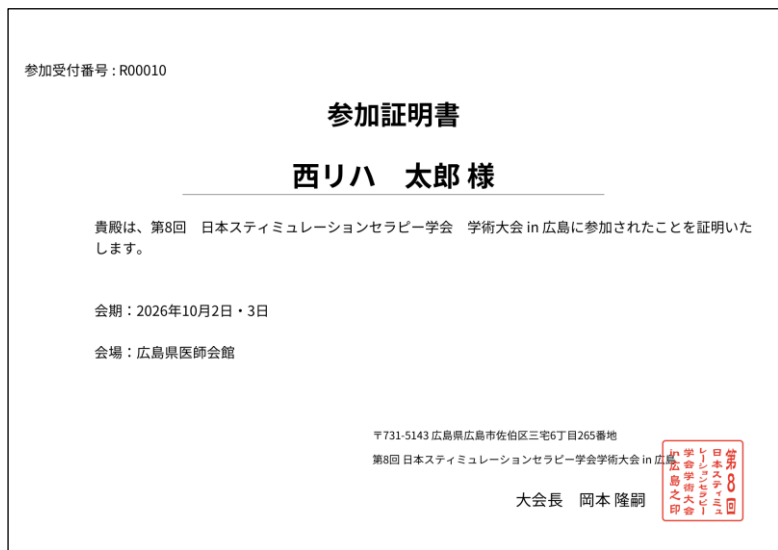 参加受付番号 : R00010
参加証明書
西リハ　太郎 様
貴殿は、第8回　日本スティミュレーションセラピー学会　学術大会 in 広島に参加されたことを証明いた
します。
会期：2026年10月2日・3日
会場：広島県医師会館
〒731-5143 広島県広島市佐伯区三宅6丁目265番地
第8回 日本スティミュレーションセラピー学会学術大会 in 広島
大会長　岡本 隆嗣
第8回
日本スティミュ
レーションセラピー
学会学術大会
in広島之印